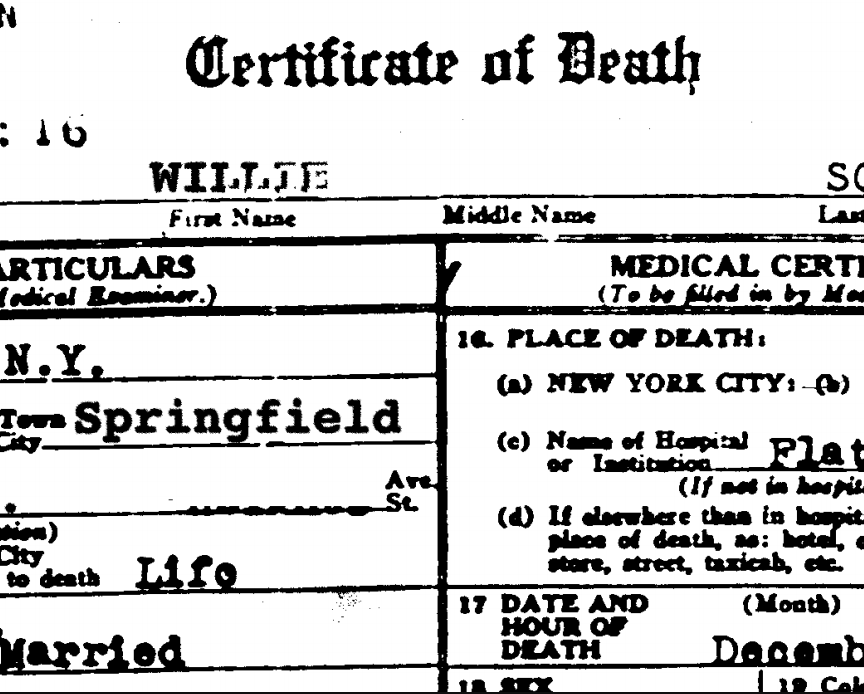 N
Certificate of Death
: 16
WILLIE SC
First Name Middle Name Las
ARTICULARS
Medical Examiner.)
MEDICAL CERTI
(To be filled in by Med
N.Y.
16. PLACE OF DEATH:
(a) NEW YORK CITY: (b)
Town Springfield
City
(c) Name of Hospital Flat
or Institution
(If not in hospit
Ave.
St.
(d) If elsewhere than in hospit
place of death, as: hotel,
store, street, taxicab, etc.
tion)
City
to death Life
17 DATE AND (Month)
HOUR OF
DEATH Decemb
Married
18 SEX 19 Col